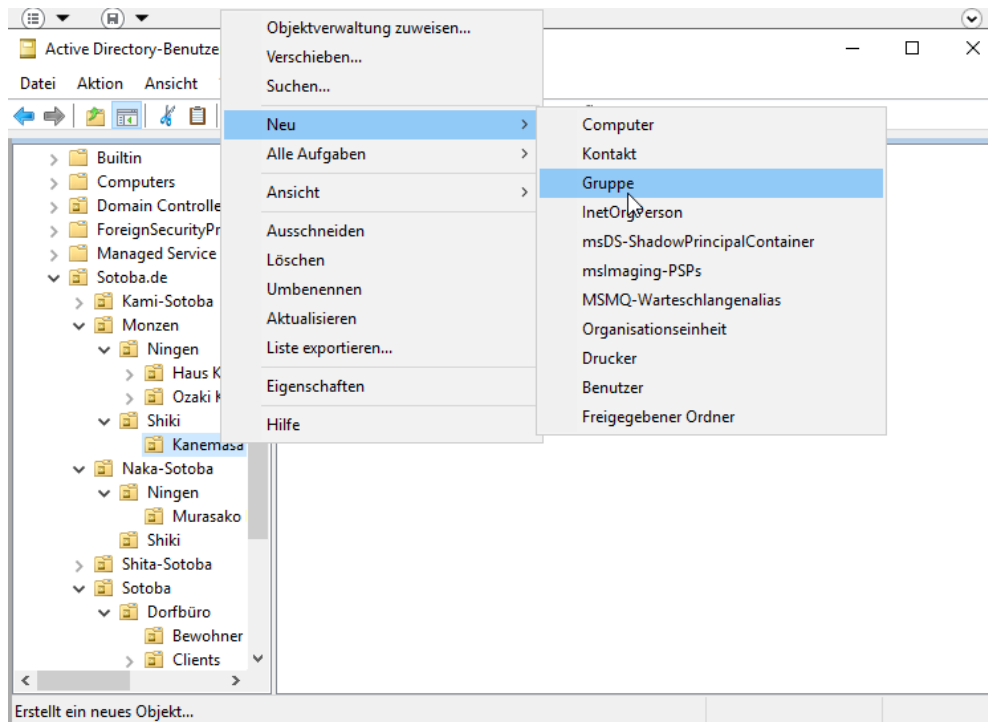 Active Directory-Benutze
Datei Aktion Ansicht
Objektverwaltung zuweisen...
Verschieben...
Suchen...
Neu
Alle Aufgaben
Ansicht
Ausschneiden
Löschen
Umbenennen
Aktualisieren
Liste exportieren...
Eigenschaften
Hilfe
Computer
Kontakt
Gruppe
InetOrgPerson
msDS-ShadowPrincipalContainer
msImaging-PSPs
MSMQ-Warteschlangenalias
Organisationseinheit
Drucker
Benutzer
Freigegebener Ordner
Builtin
Computers
Domain Controlle
ForeignSecurityPr
Managed Service
Sotoba.de
Kami-Sotoba
Monzen
Ningen
Haus K
Ozaki K
Shiki
Kanemasa
Naka-Sotoba
Ningen
Murasako
Shiki
Shita-Sotoba
Sotoba
Dorfbüro
Bewohner
Clients
Erstellt ein neues Objekt...